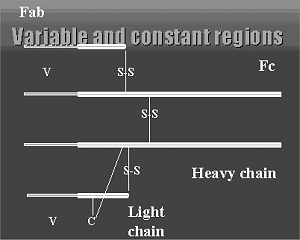 Fab
Variable and constant regions
V S-S Fc
S-S
S-S Heavy chain
V C Light
chain